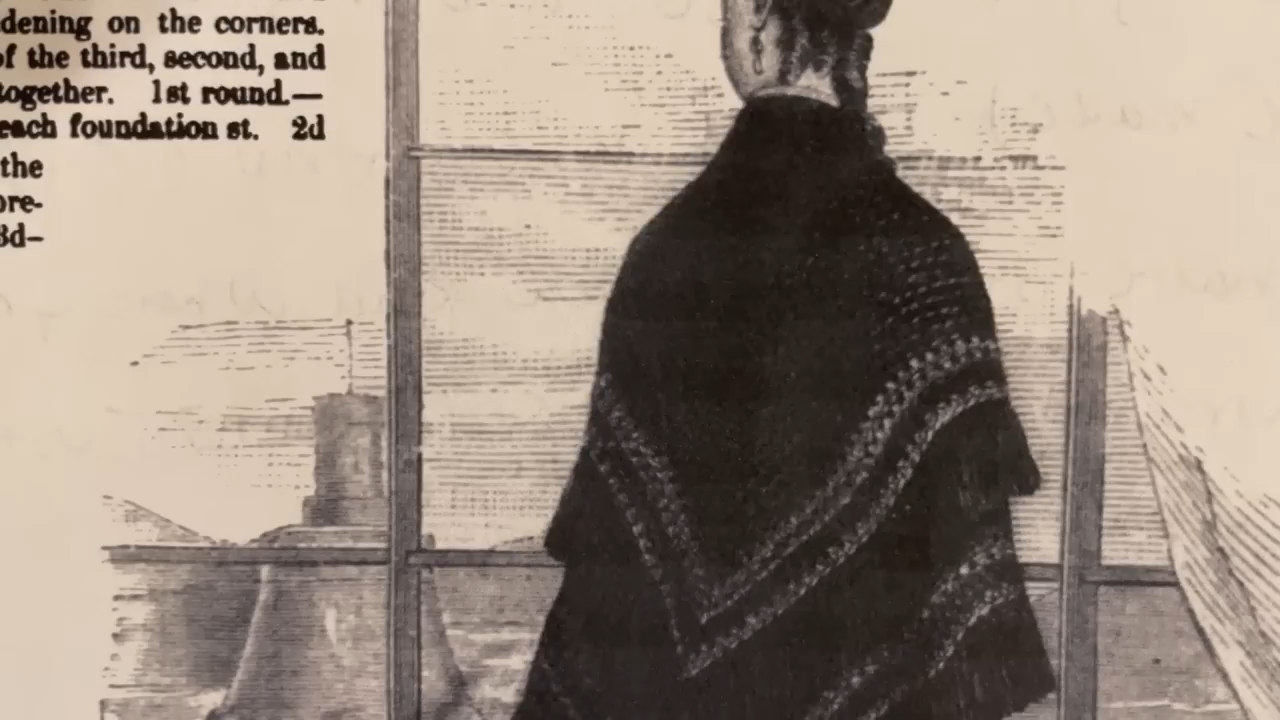 dening on the corners.
of the third, second, and
together. 1st round.—
each foundation st. 2d
the
ore-
3d—